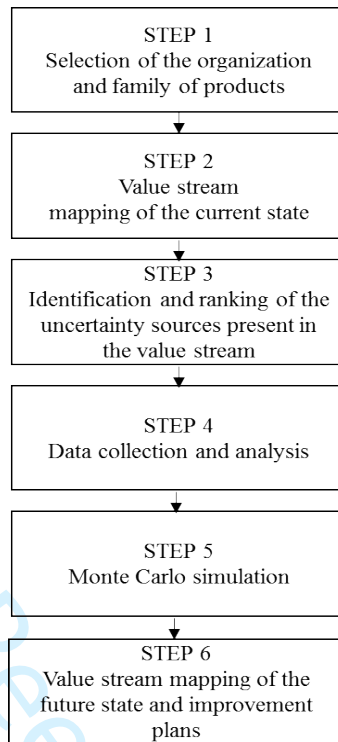 STEP 1
Selection of the organization
and family of products
STEP 2
Value stream
mapping of the current state
STEP 3
Identification and ranking of the
uncertainty sources present in
the value stream
STEP 4
Data collection and analysis
STEP 5
Monte Carlo simulation
STEP 6
Value stream mapping of the
future state and improvement
plans